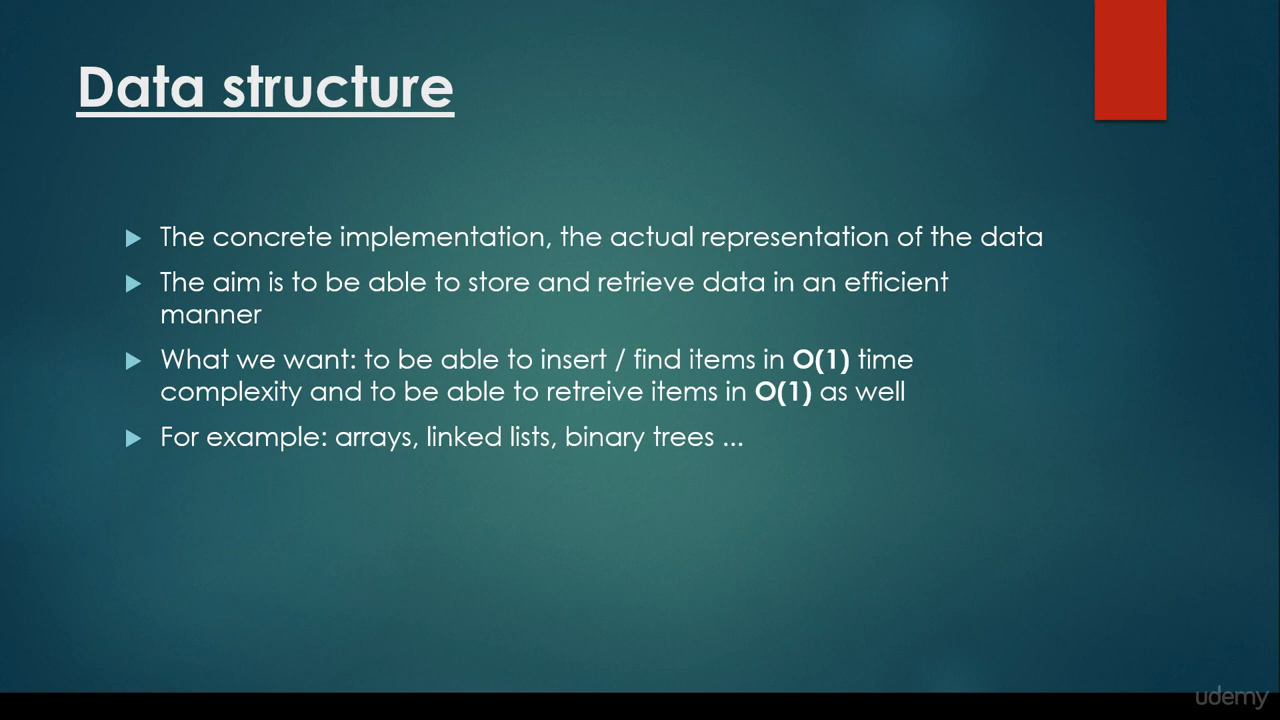 Data structure
The concrete implementation, the actual representation of the data
The aim is to be able to store and retrieve data in an efficient
manner
What we want: to be able to insert / find items in O(1) time
complexity and to be able to retreive items in O(1) as well
For example: arrays, linked lists, binary trees ...
udemy